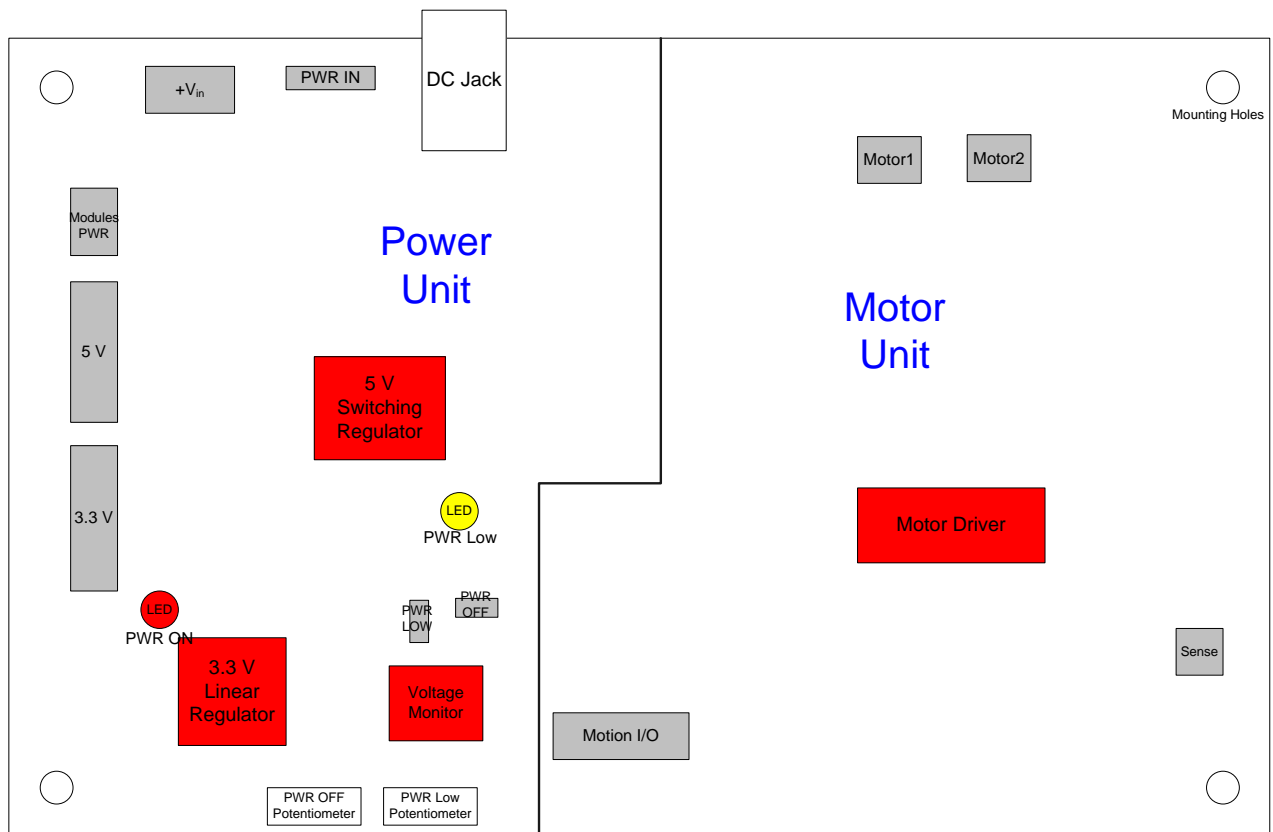 +Vin
PWR IN
DC Jack
Mounting Holes
Motor1
Motor2
Modules
PWR
Power
Unit
5 V
Motor
Unit
5 V
Switching
Regulator
3.3 V
LED
PWR Low
Motor Driver
LED
PWR ON
PWR
LOW
PWR
OFF
3.3 V
Linear
Regulator
Voltage
Monitor
Sense
Motion I/O
PWR OFF
Potentiometer
PWR Low
Potentiometer